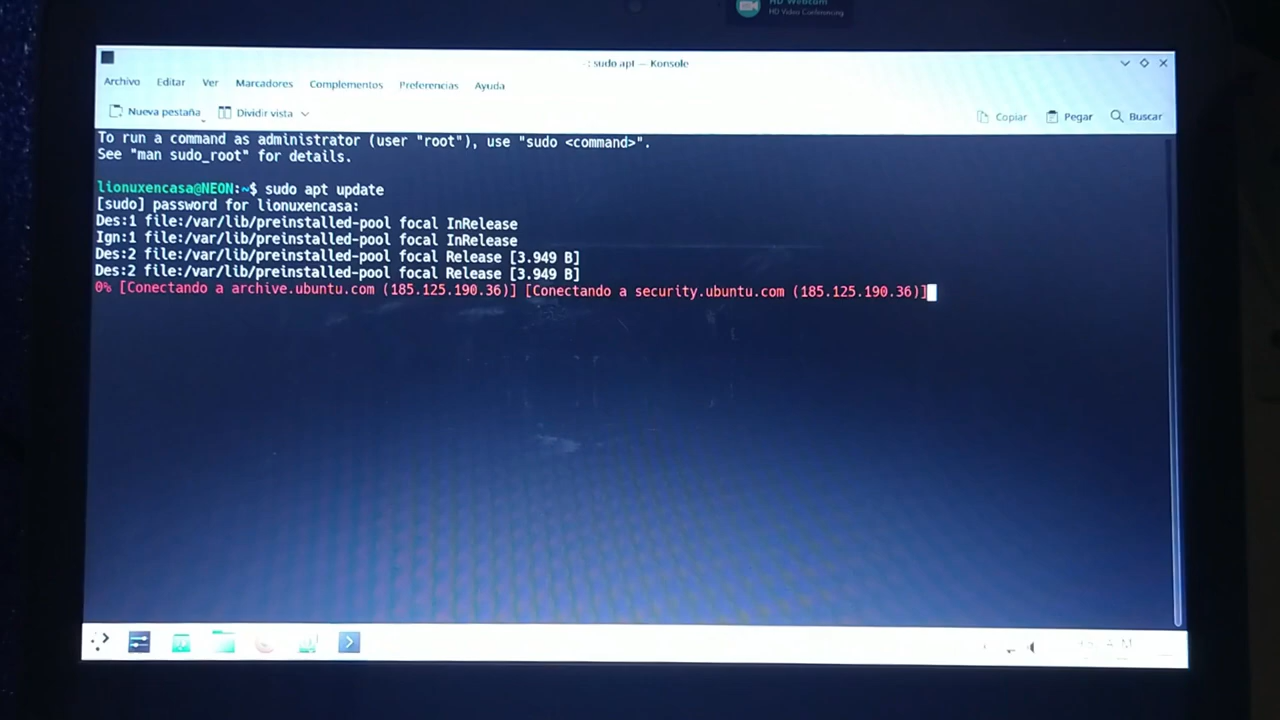 HD Webcam
HD Video Conferencing
~ : sudo apt — Konsole
Archivo Editar Ver Marcadores Complementos Preferencias Ayuda
Nueva pestaña Dividir vista Copiar Pegar Buscar
To run a command as administrator (user "root"), use "sudo <command>".
See "man sudo_root" for details.
lionuxencasa@NEON:~$ sudo apt update
[sudo] password for lionuxencasa:
Des:1 file:/var/lib/preinstalled-pool focal InRelease
Ign:1 file:/var/lib/preinstalled-pool focal InRelease
Des:2 file:/var/lib/preinstalled-pool focal Release [3.949 B]
Des:2 file:/var/lib/preinstalled-pool focal Release [3.949 B]
0% [Conectando a archive.ubuntu.com (185.125.190.36)] [Conectando a security.ubuntu.com (185.125.190.36)]